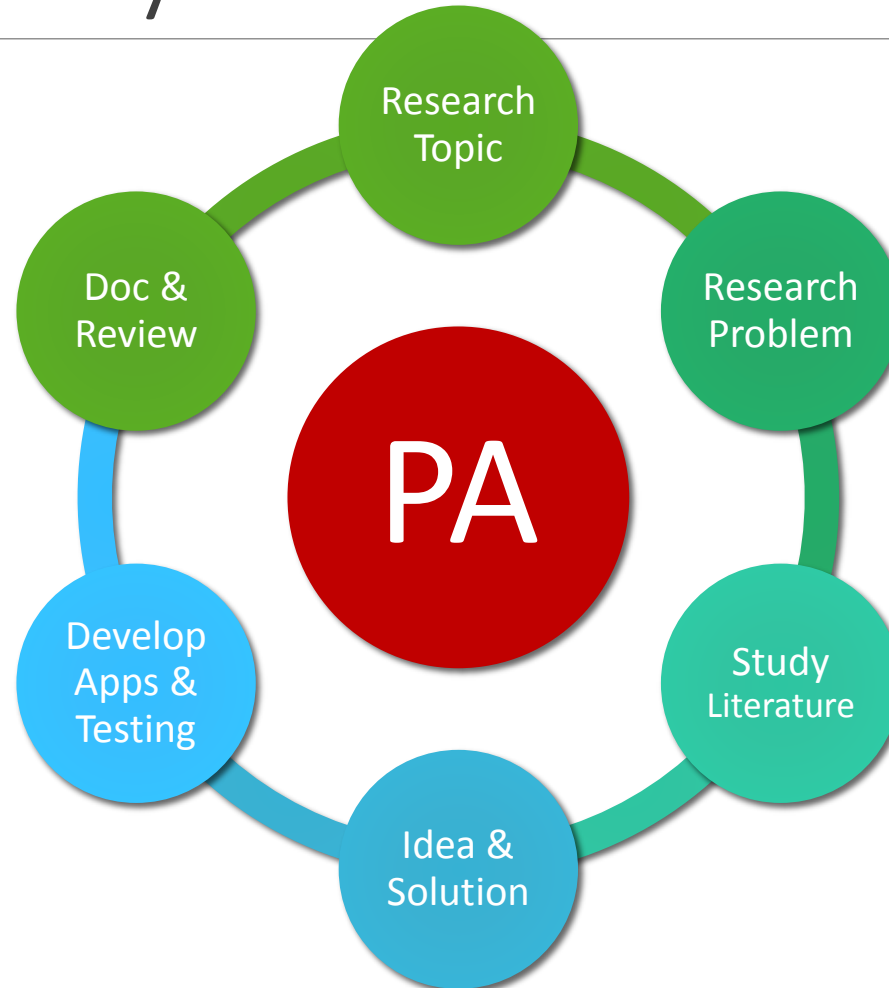 Research
Topic
Research
Problem
Study
Literature
Idea &
Solution
Develop
Apps &
Testing
Doc &
Review
PA